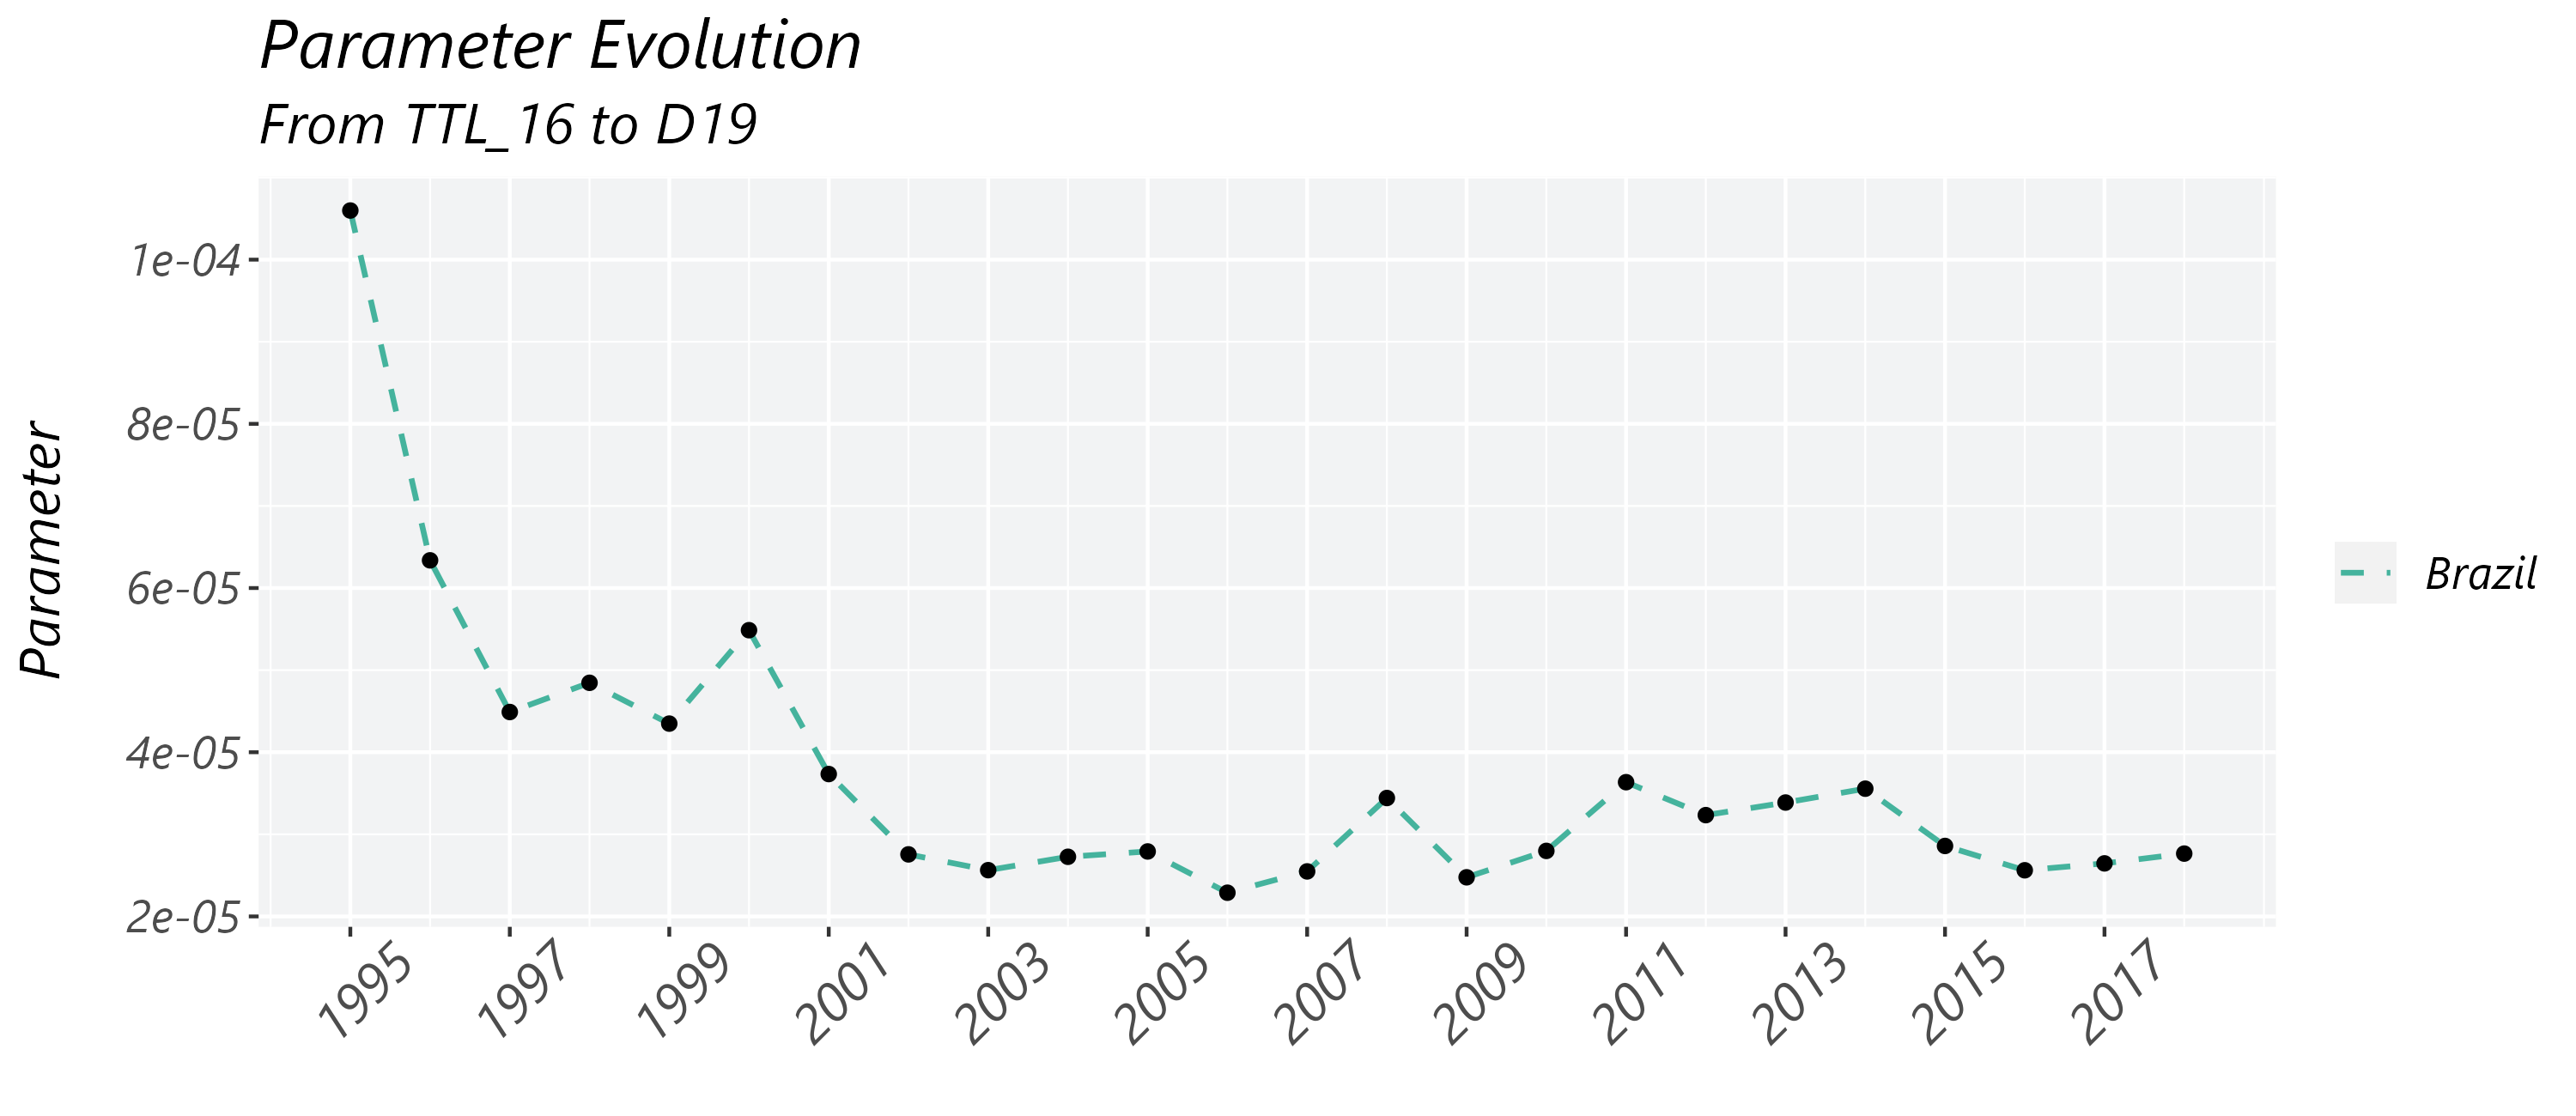 Parameter Evolution
From TTL_16 to D19
Parameter
1e-04
8e-05
6e-05
4e-05
2e-05
1995
1997
1999
2001
2003
2005
2007
2009
2011
2013
2015
2017
Brazil